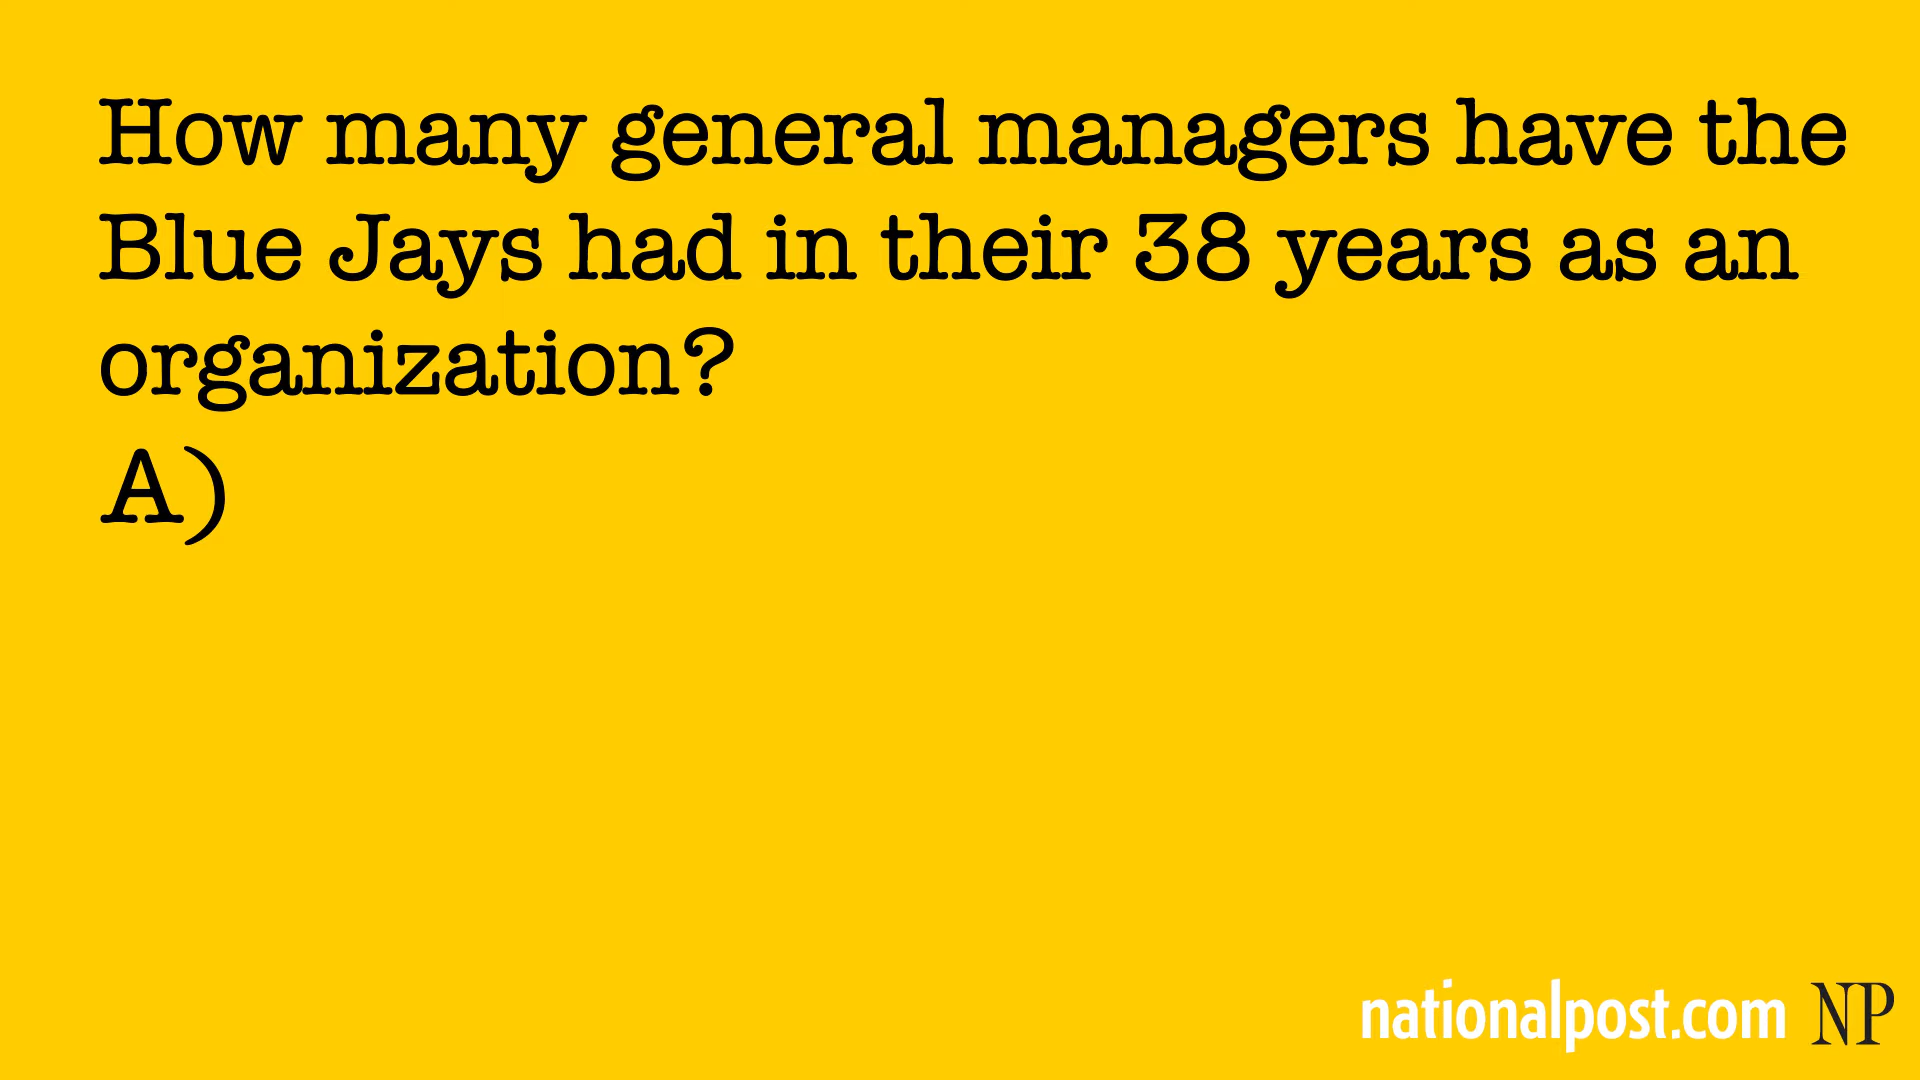 How many general managers have the
Blue Jays had in their 38 years as an
organization?
A)
nationalpost.com NP